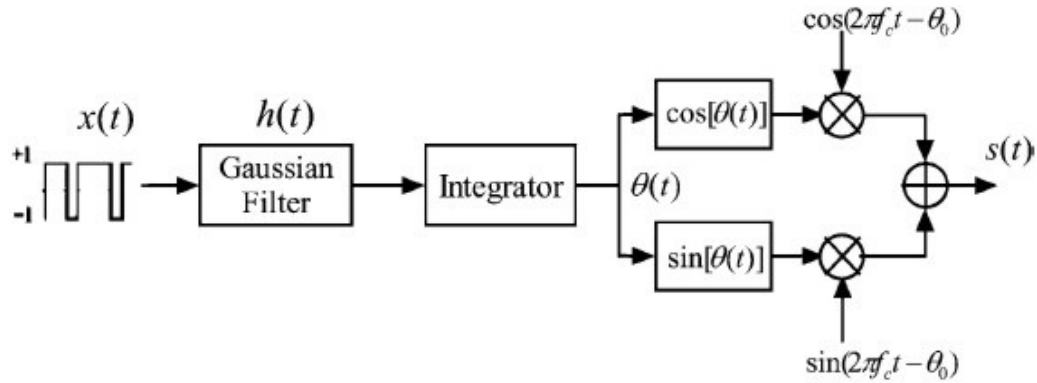 cos(2πf_c t − θ_0)
x(t)
h(t)
+1
−1
Gaussian
Filter
Integrator
θ(t)
cos[θ(t)]
sin[θ(t)]
s(t)
sin(2πf_c t − θ_0)